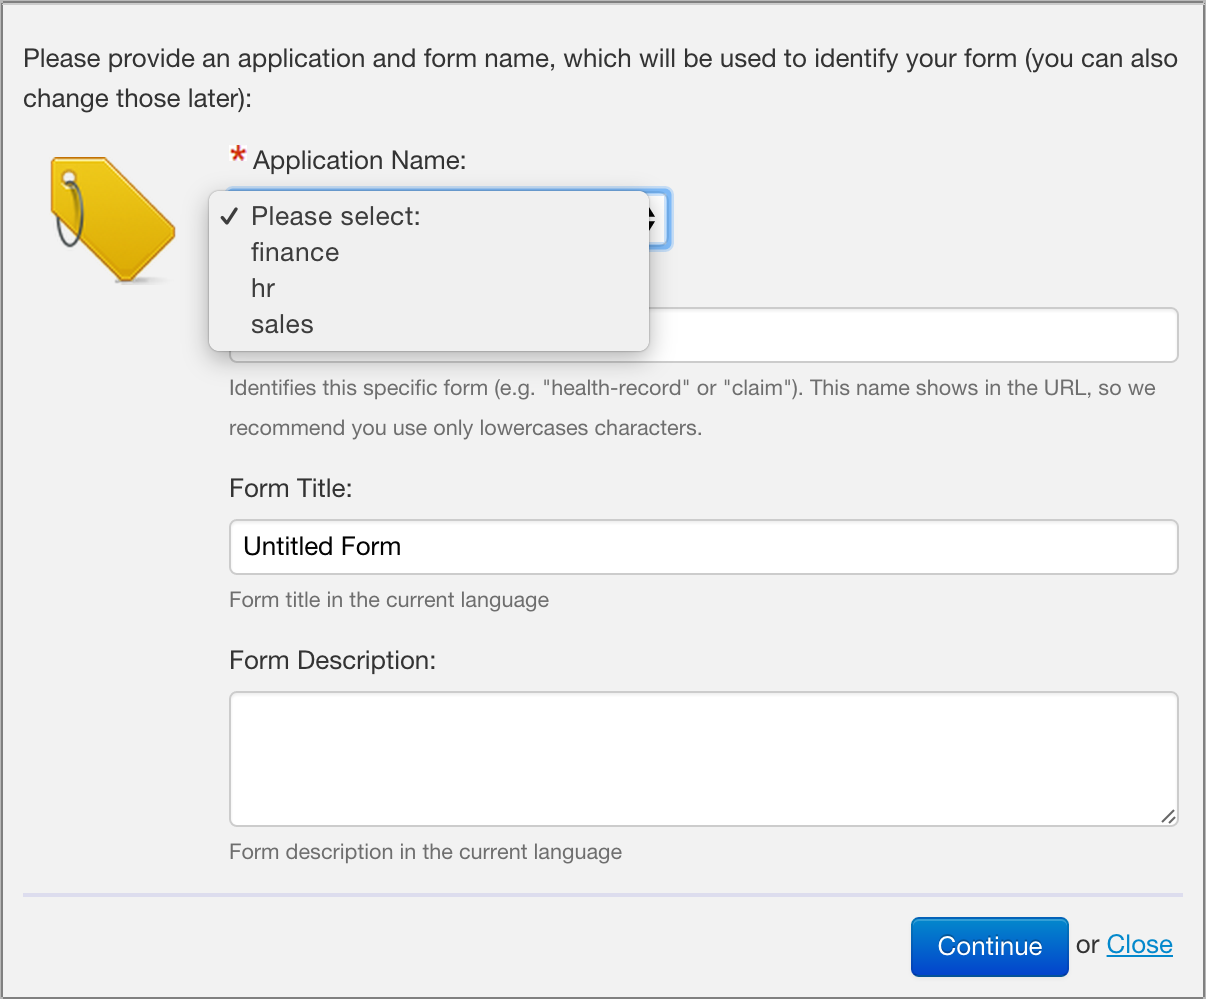 Please provide an application and form name, which will be used to identify your form (you can also
change those later):
* Application Name:
✓ Please select:
finance
hr
sales
Identifies this specific form (e.g. "health-record" or "claim"). This name shows in the URL, so we
recommend you use only lowercases characters.
Form Title:
Untitled Form
Form title in the current language
Form Description:
Form description in the current language
Continue or Close